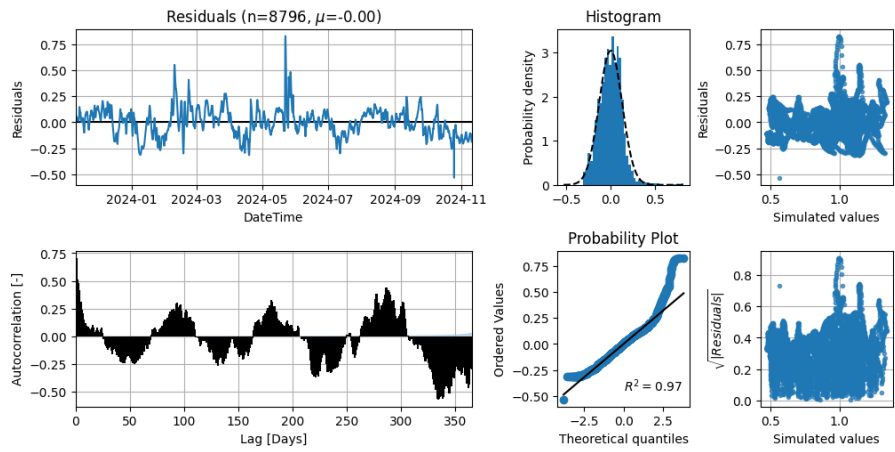 Residuals (n=8796, μ=-0.00)
Residuals
0.75
0.50
0.25
0.00
−0.25
−0.50
2024-01 2024-03 2024-05 2024-07 2024-09 2024-11
DateTime
Histogram
Probability density
3
2
1
0
−0.5 0.0 0.5
Residuals
0.75
0.50
0.25
0.00
−0.25
−0.50
0.5 1.0
Simulated values
Autocorrelation [-]
0.75
0.50
0.25
0.00
−0.25
−0.50
0 50 100 150 200 250 300 350
Lag [Days]
Probability Plot
Ordered Values
0.75
0.50
0.25
0.00
−0.25
−0.50
R² = 0.97
−2.5 0.0 2.5
Theoretical quantiles
√|Residuals|
0.8
0.6
0.4
0.2
0.0
0.5 1.0
Simulated values